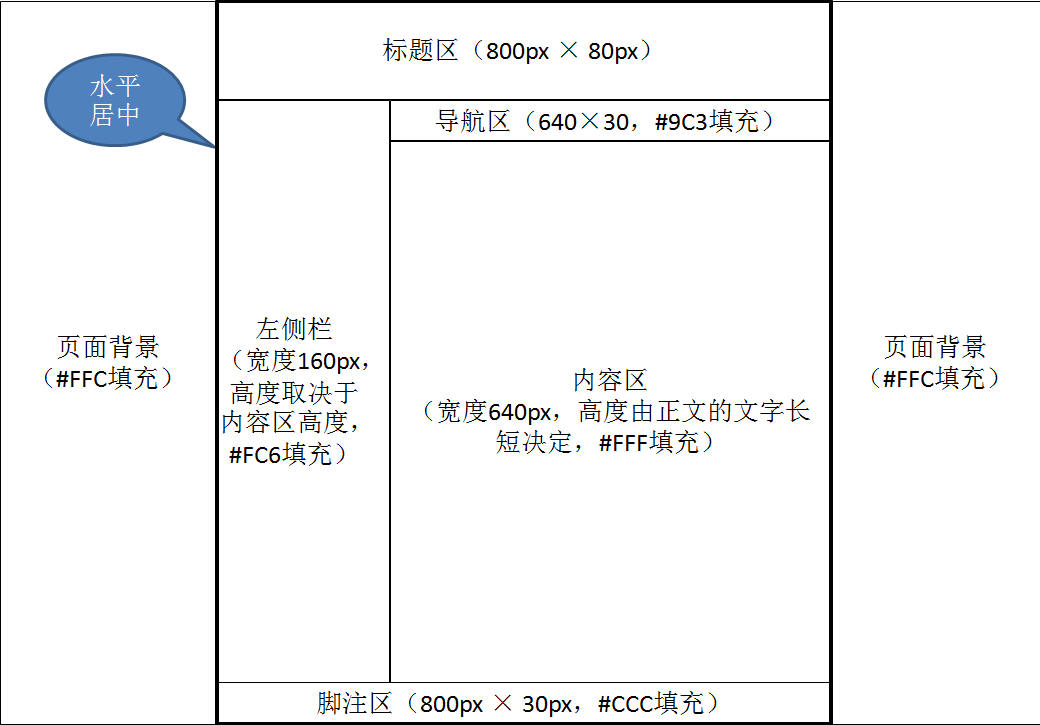 标题区（800px × 80px）
水平
居中
导航区（640×30，#9C3填充）
页面背景
（#FFC填充）
左侧栏
（宽度160px，
高度取决于
内容区高度，
#FC6填充）
内容区
（宽度640px，高度由正文的文字长
短决定，#FFF填充）
页面背景
（#FFC填充）
脚注区（800px × 30px，#CCC填充）